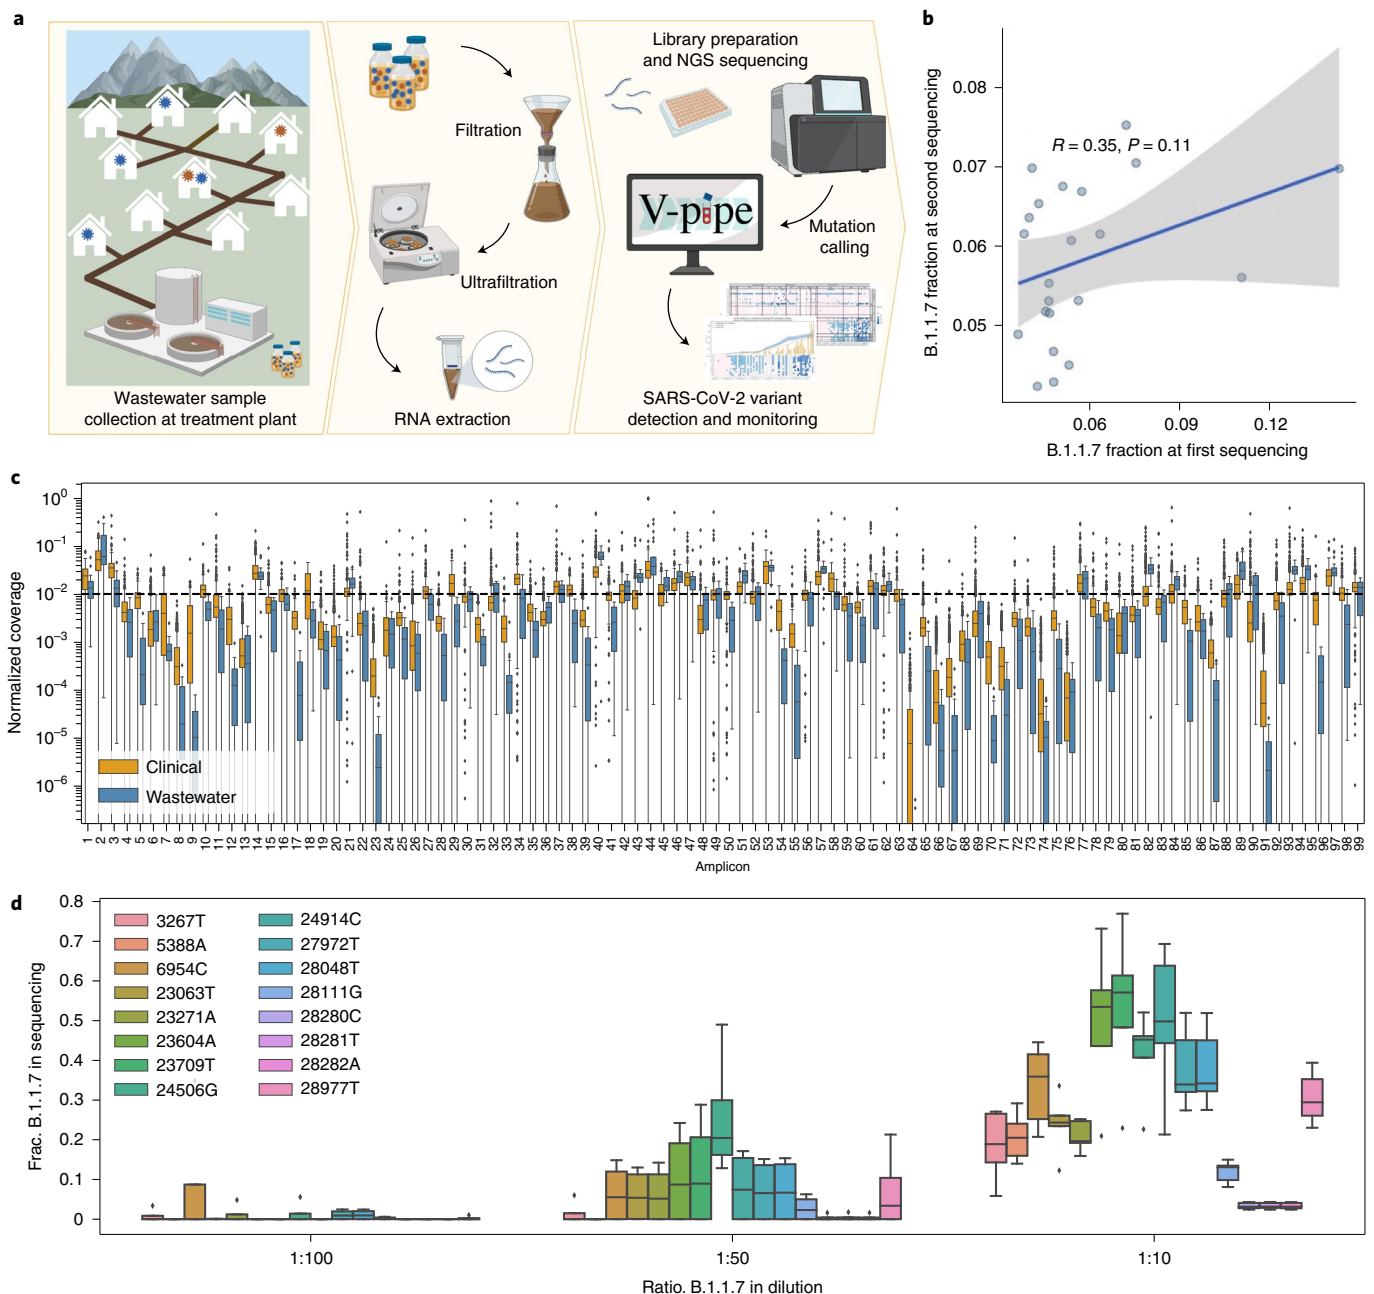 a
Wastewater sample
collection at treatment plant
Filtration
Ultrafiltration
RNA extraction
Library preparation
and NGS sequencing
V-pipe
Mutation
calling
SARS-CoV-2 variant
detection and monitoring
b
B.1.1.7 fraction at second sequencing
0.08
0.07
0.06
0.05
R = 0.35, P = 0.11
0.06 0.09 0.12
B.1.1.7 fraction at first sequencing
c
Normalized coverage
10⁰
10⁻¹
10⁻²
10⁻³
10⁻⁴
10⁻⁵
10⁻⁶
Clinical
Wastewater
1 2 3 4 5 6 7 8 9 10 11 12 13 14 15 16 17 18 19 20 21 22 23 24 25 26 27 28 29 30 31 32 33 34 35 36 37 38 39 40 41 42 43 44 45 46 47 48 49 50 51 52 53 54 55 56 57 58 59 60 61 62 63 64 65 66 67 68 69 70 71 72 73 74 75 76 77 78 79 80 81 82 83 84 85 86 87 88 89 90 91 92 93 94 95 96 97 98 99
Amplicon
d
Frac. B.1.1.7 in sequencing
0.8
0.7
0.6
0.5
0.4
0.3
0.2
0.1
0
3267T
5388A
6954C
23063T
23271A
23604A
23709T
24506G
24914C
27972T
28048T
28111G
28280C
28281T
28282A
28977T
1:100 1:50 1:10
Ratio. B.1.1.7 in dilution